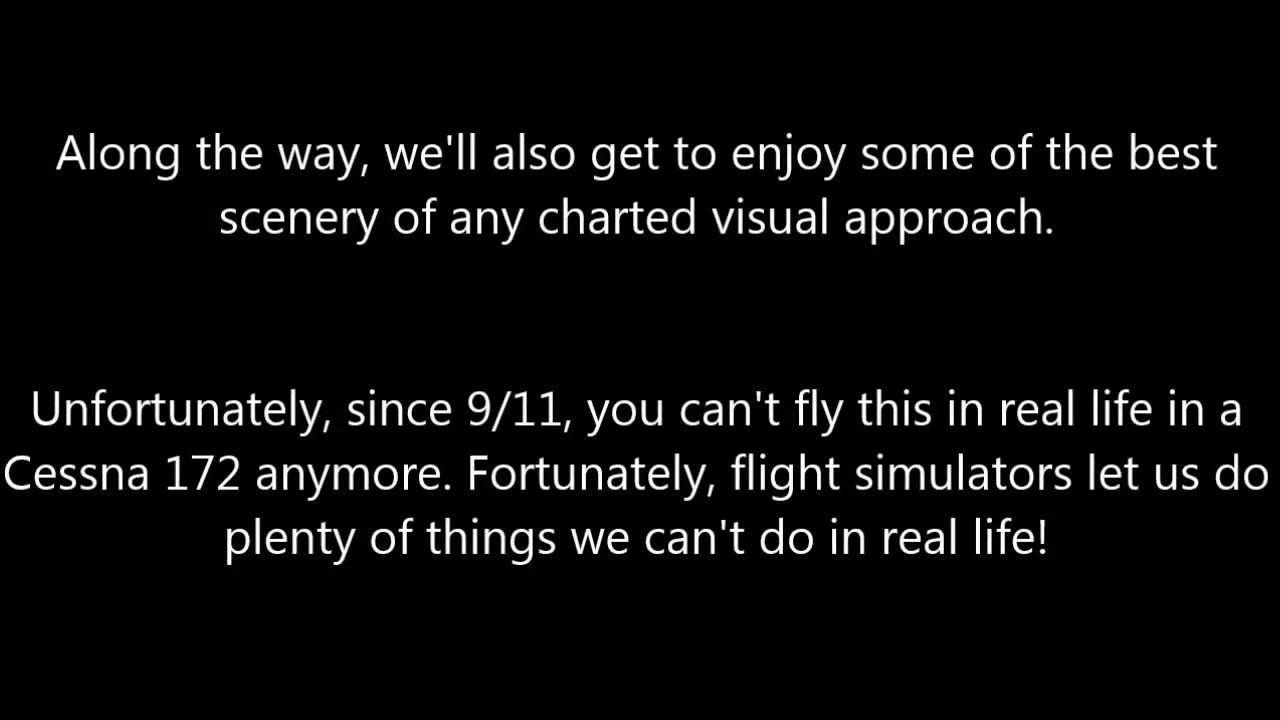 Along the way, we'll also get to enjoy some of the best
scenery of any charted visual approach.
Unfortunately, since 9/11, you can't fly this in real life in a
Cessna 172 anymore. Fortunately, flight simulators let us do
plenty of things we can't do in real life!